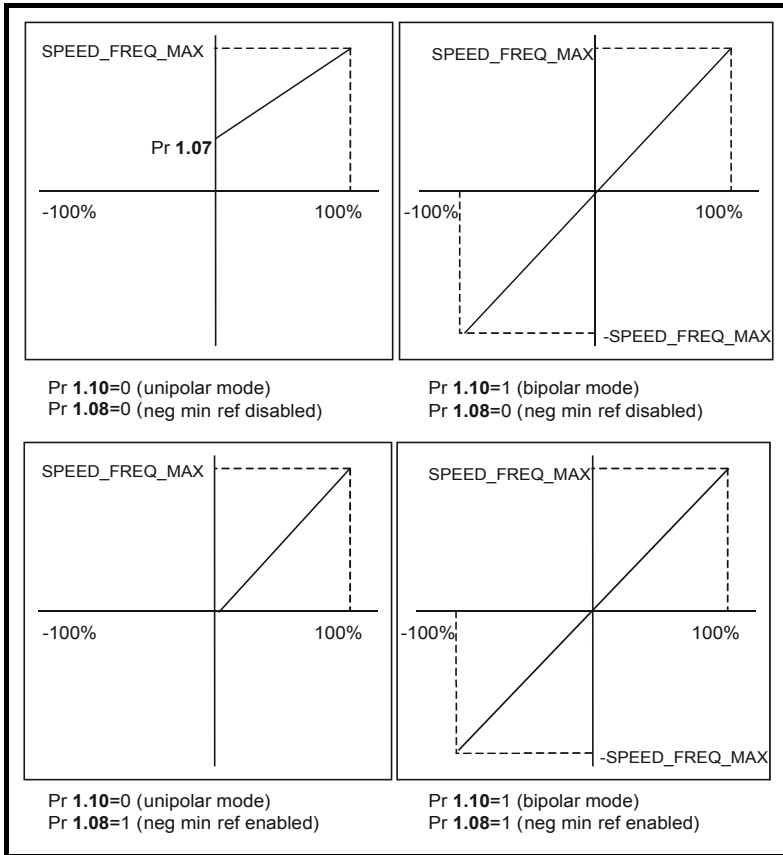 SPEED_FREQ_MAX
Pr 1.07
-100%
100%
Pr 1.10=0 (unipolar mode)
Pr 1.08=0 (neg min ref disabled)
SPEED_FREQ_MAX
-100%
100%
-SPEED_FREQ_MAX
Pr 1.10=1 (bipolar mode)
Pr 1.08=0 (neg min ref disabled)
SPEED_FREQ_MAX
-100%
100%
Pr 1.10=0 (unipolar mode)
Pr 1.08=1 (neg min ref enabled)
SPEED_FREQ_MAX
-100%
100%
-SPEED_FREQ_MAX
Pr 1.10=1 (bipolar mode)
Pr 1.08=1 (neg min ref enabled)